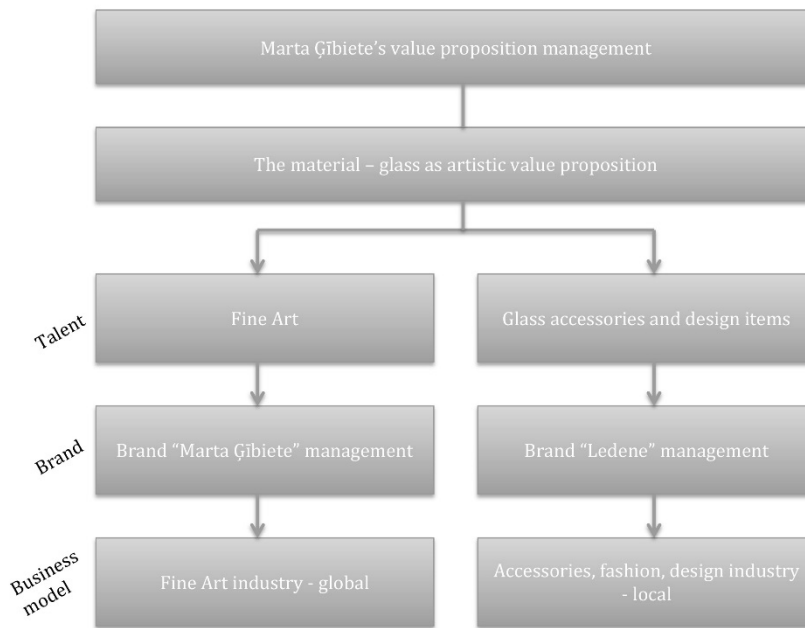 Marta Ģībiete’s value proposition management
The material – glass as artistic value proposition
Talent
Fine Art
Glass accessories and design items
Brand
Brand “Marta Ģībiete” management
Brand “Ledene” management
Business
model
Fine Art industry - global
Accessories, fashion, design industry
- local